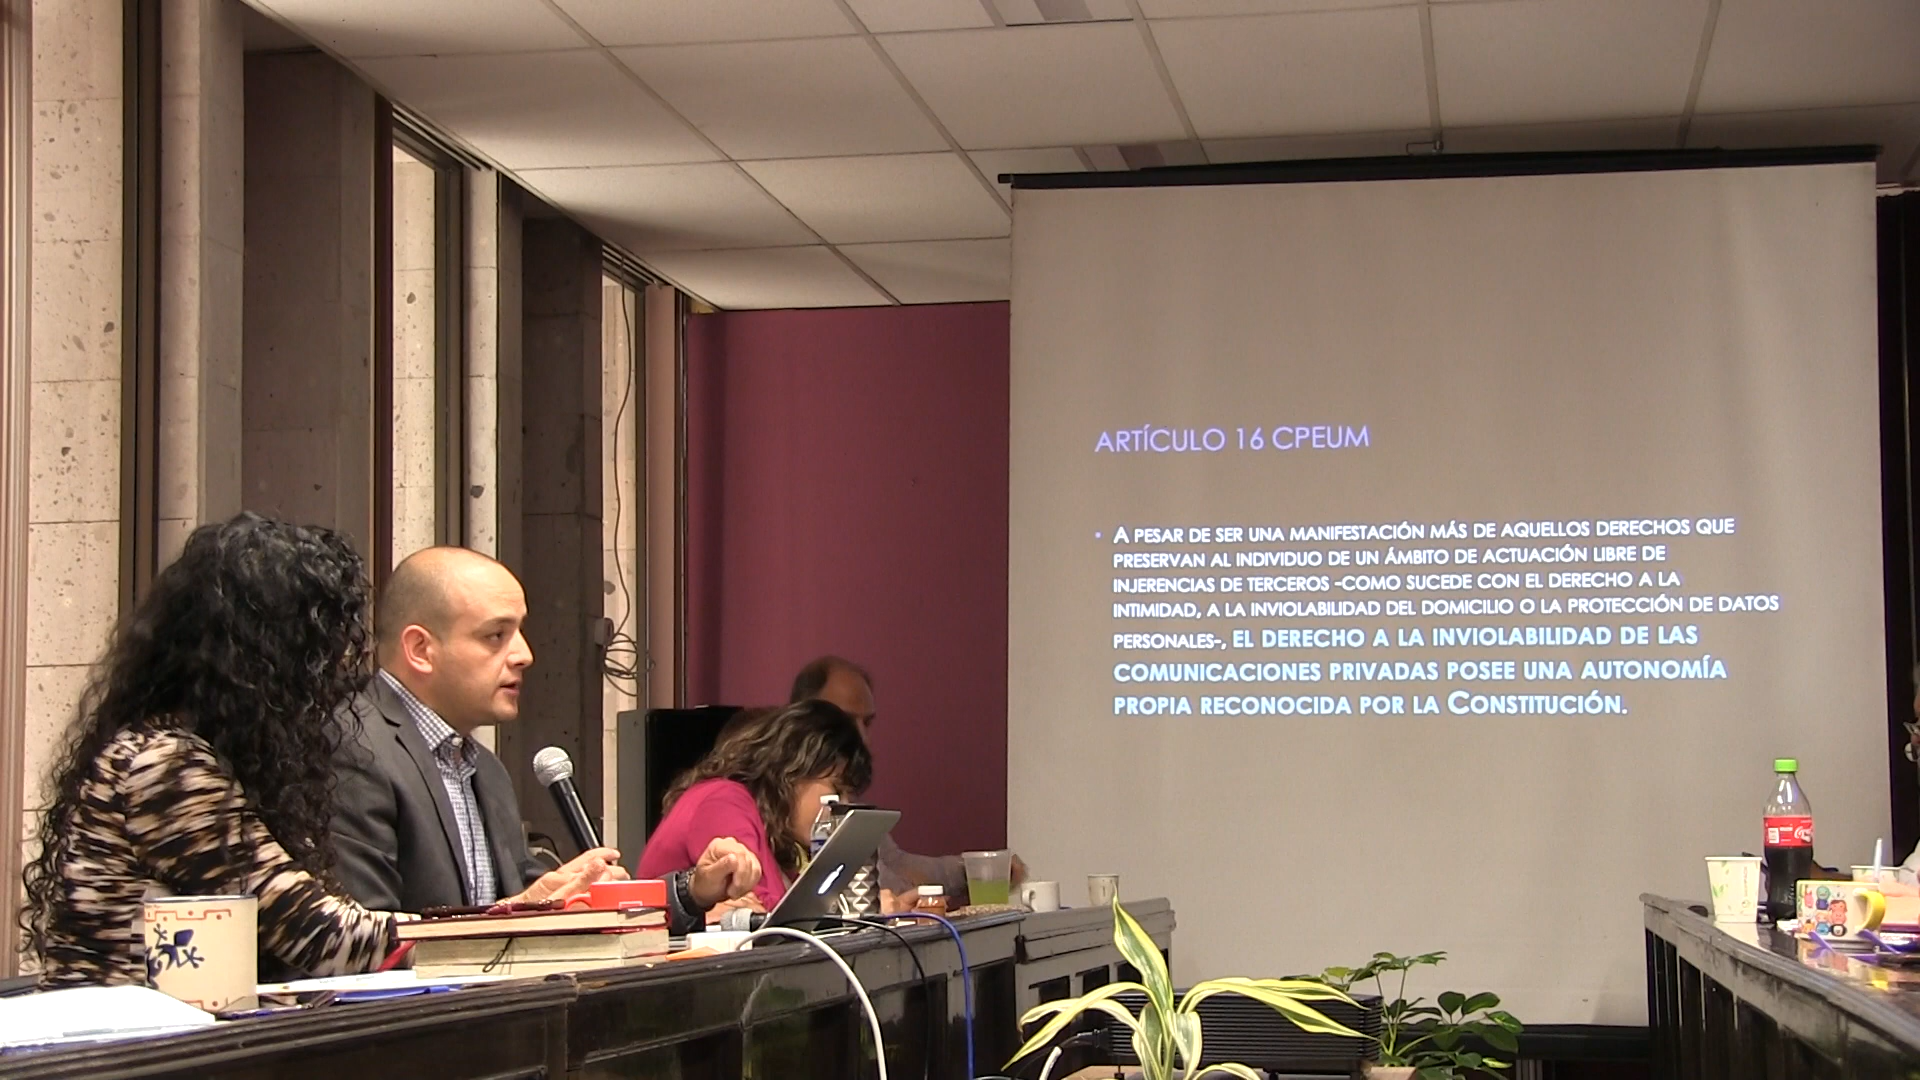 ARTÍCULO 16 CPEUM
• A PESAR DE SER UNA MANIFESTACIÓN MÁS DE AQUELLOS DERECHOS QUE
PRESERVAN AL INDIVIDUO DE UN ÁMBITO DE ACTUACIÓN LIBRE DE
INJERENCIAS DE TERCEROS -COMO SUCEDE CON EL DERECHO A LA
INTIMIDAD, A LA INVIOLABILIDAD DEL DOMICILIO O LA PROTECCIÓN DE DATOS
PERSONALES-, EL DERECHO A LA INVIOLABILIDAD DE LAS
COMUNICACIONES PRIVADAS POSEE UNA AUTONOMÍA
PROPIA RECONOCIDA POR LA CONSTITUCIÓN.